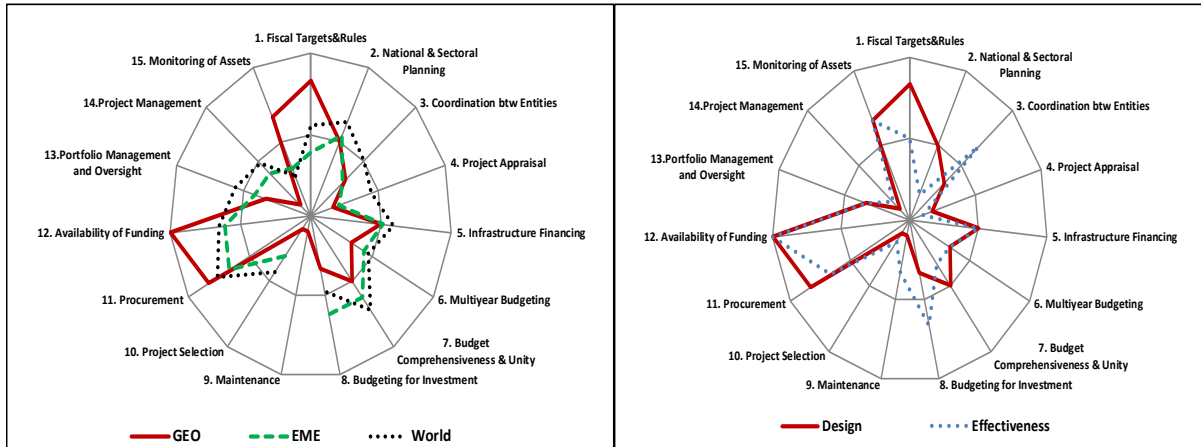 1. Fiscal Targets&Rules
2. National & Sectoral
Planning
3. Coordination btw Entities
4. Project Appraisal
5. Infrastructure Financing
6. Multiyear Budgeting
7. Budget
Comprehensiveness & Unity
8. Budgeting for Investment
9. Maintenance
10. Project Selection
11. Procurement
12. Availability of Funding
13.Portfolio Management
and Oversight
14.Project Management
15. Monitoring of Assets
GEO
EME
World
1. Fiscal Targets&Rules
2. National & Sectoral
Planning
3. Coordination btw Entities
4. Project Appraisal
5. Infrastructure Financing
6. Multiyear Budgeting
7. Budget
Comprehensiveness & Unity
8. Budgeting for Investment
9. Maintenance
10. Project Selection
11. Procurement
12. Availability of Funding
13.Portfolio Management
and Oversight
14.Project Management
15. Monitoring of Assets
Design
Effectiveness